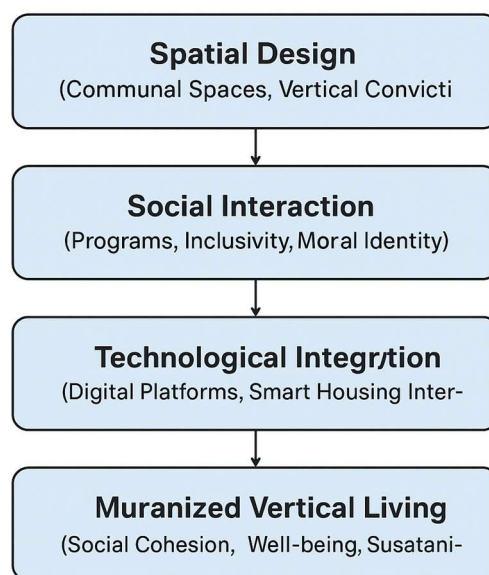 Spatial Design
(Communal Spaces, Vertical Convicti
Social Interaction
(Programs, Inclusivity, Moral Identity)
Technological Integration
(Digital Platforms, Smart Housing Inter-
Muranized Vertical Living
(Social Cohesion, Well-being, Susatani-